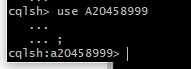 cqlsh> use A20458999
...
... ;
cqlsh:a20458999>